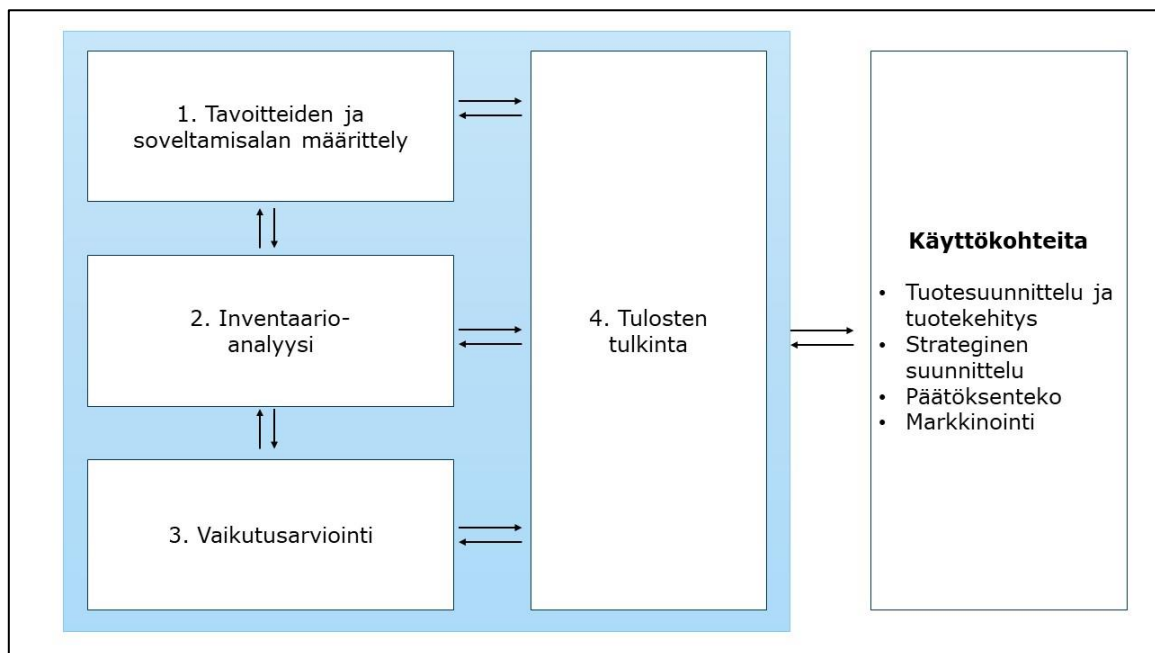 1. Tavoitteiden ja
soveltamisalan määrittely
2. Inventaario-
analyysi
3. Vaikutusarviointi
4. Tulosten
tulkinta
Käyttökohteita
• Tuotesuunnittelu ja
tuotekehitys
• Strateginen
suunnittelu
• Päätöksenteko
• Markkinointi